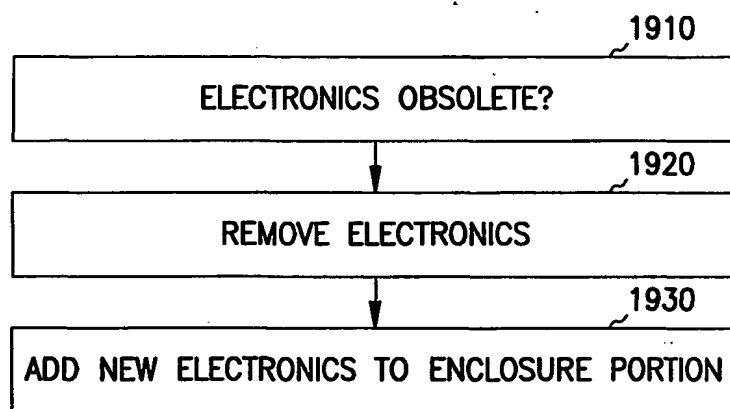 1910
ELECTRONICS OBSOLETE?
1920
REMOVE ELECTRONICS
1930
ADD NEW ELECTRONICS TO ENCLOSURE PORTION